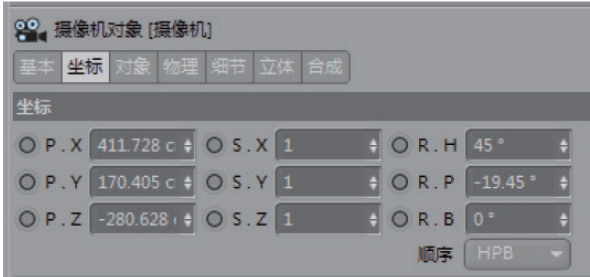 摄像机对象 [摄像机]
基本 坐标 对象 物理 细节 立体 合成
坐标
P . X 411.728 c S . X 1 R . H 45 °
P . Y 170.405 c S . Y 1 R . P -19.45 °
P . Z -280.628 S . Z 1 R . B 0 °
顺序 HPB